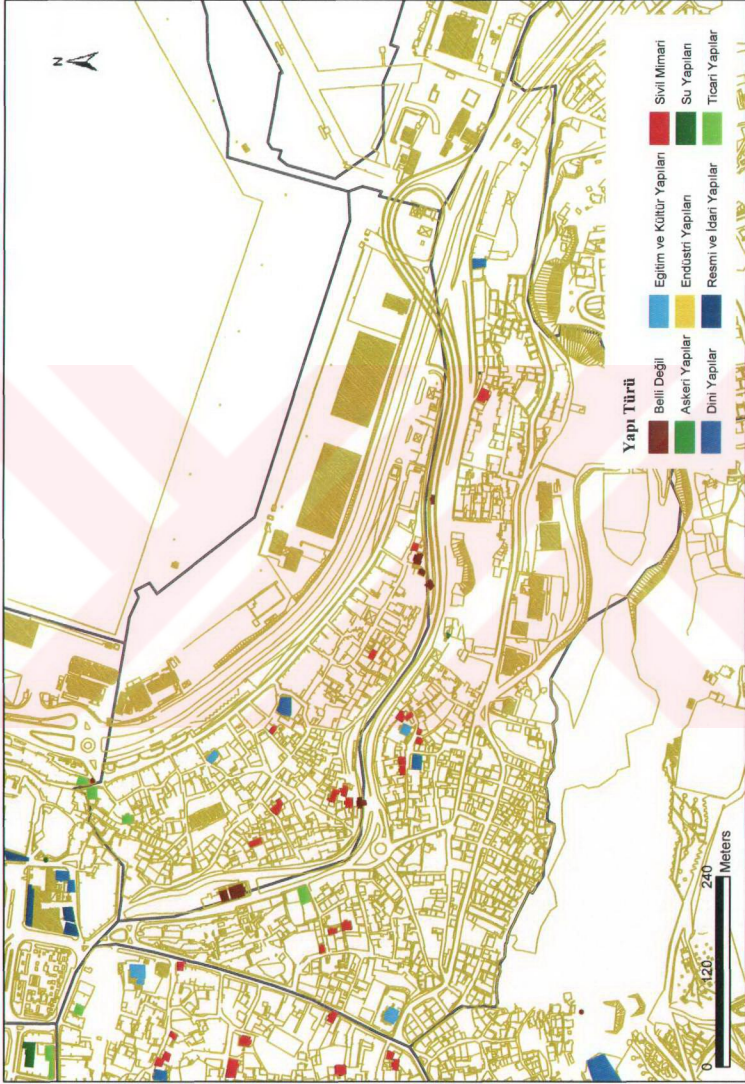 N
Yapı Türü
Belli Değil
Askeri Yapılar
Dini Yapılar
Egitim ve Kültür Yapıları
Endüstri Yapıları
Resmi ve İdari Yapılar
Sivil Mimari
Su Yapıları
Ticari Yapılar
0 120 240
Meters